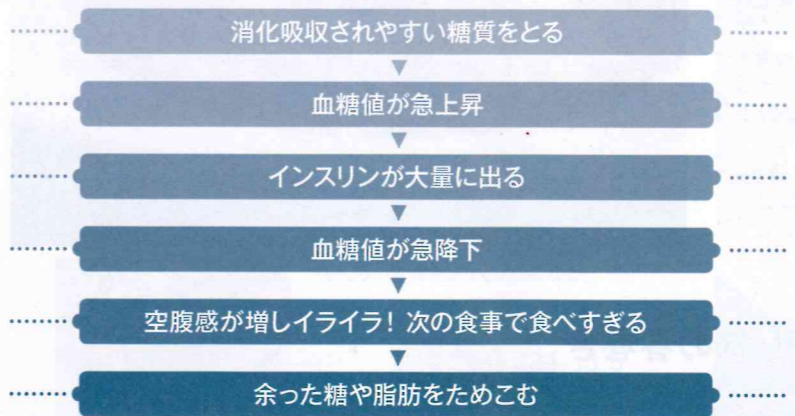 消化吸収されやすい糖質をとる
血糖値が急上昇
インスリンが大量に出る
血糖値が急降下
空腹感が増しイライラ！次の食事で食べすぎる
余った糖や脂肪をためこむ